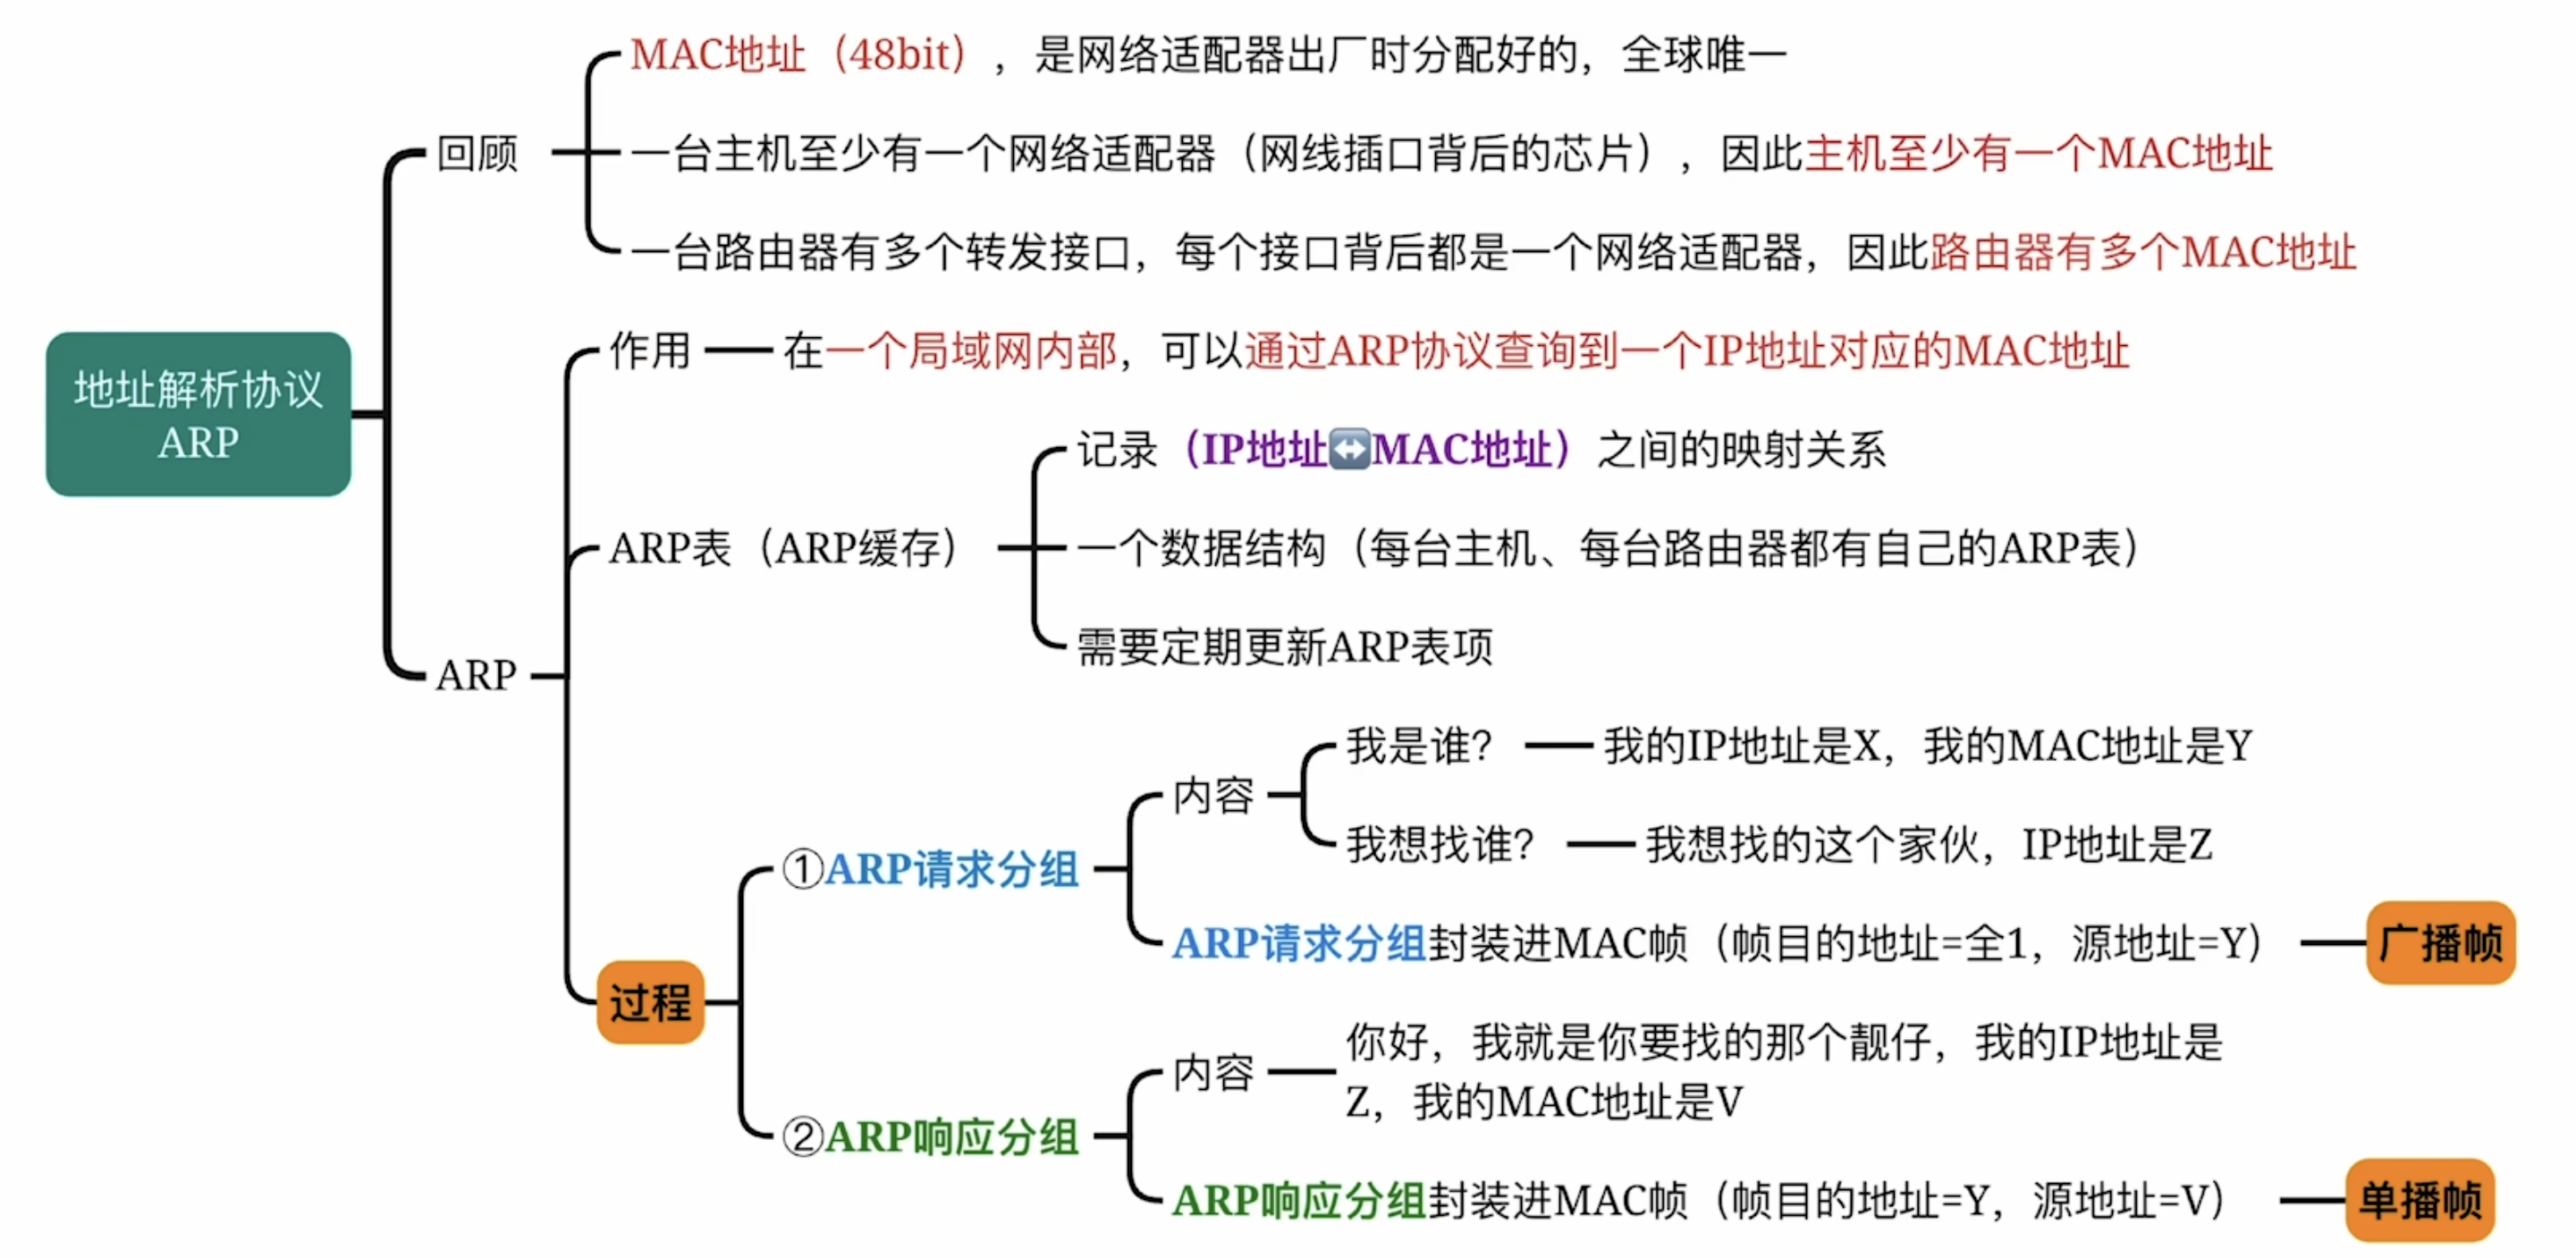 地址解析协议
ARP
回顾
MAC地址（48bit），是网络适配器出厂时分配好的，全球唯一
一台主机至少有一个网络适配器（网线插口背后的芯片），因此主机至少有一个MAC地址
一台路由器有多个转发接口，每个接口背后都是一个网络适配器，因此路由器有多个MAC地址
ARP
作用
在一个局域网内部，可以通过ARP协议查询到一个IP地址对应的MAC地址
ARP表（ARP缓存）
记录（IP地址↔️MAC地址）之间的映射关系
一个数据结构（每台主机、每台路由器都有自己的ARP表）
需要定期更新ARP表项
过程
①ARP请求分组
内容
我是谁？
我的IP地址是X，我的MAC地址是Y
我想找谁？
我想找的这个家伙，IP地址是Z
ARP请求分组封装进MAC帧（帧目的地址=全1，源地址=Y）
广播帧
②ARP响应分组
内容
你好，我就是你要找的那个靓仔，我的IP地址是
Z，我的MAC地址是V
ARP响应分组封装进MAC帧（帧目的地址=Y，源地址=V）
单播帧